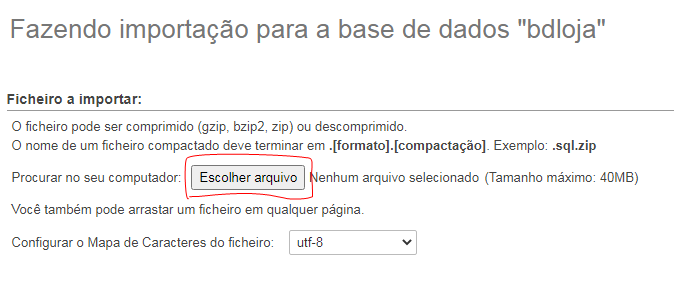 Fazendo importação para a base de dados "bdloja"
Ficheiro a importar:
O ficheiro pode ser comprimido (gzip, bzip2, zip) ou descomprimido.
O nome de um ficheiro compactado deve terminar em .[formato].[compactação]. Exemplo: .sql.zip
Procurar no seu computador: Escolher arquivo Nenhum arquivo selecionado (Tamanho máximo: 40MB)
Você também pode arrastar um ficheiro em qualquer página.
Configurar o Mapa de Caracteres do ficheiro: utf-8